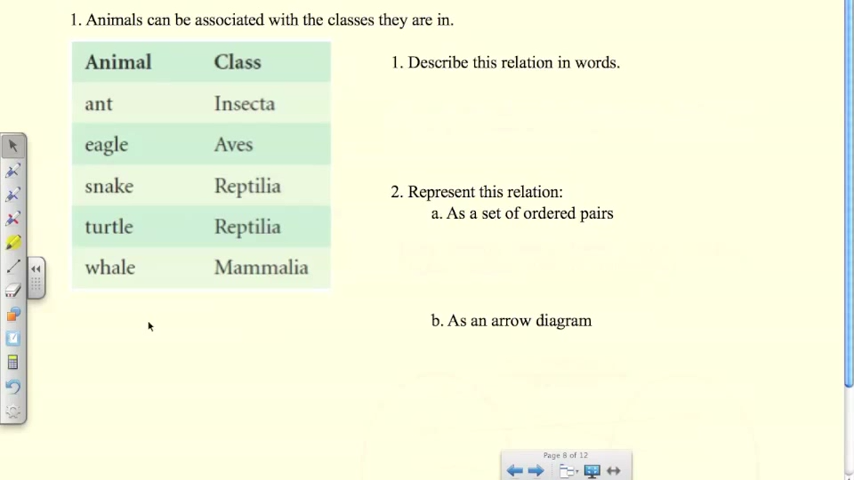 1. Animals can be associated with the classes they are in.
Animal Class
ant Insecta
eagle Aves
snake Reptilia
turtle Reptilia
whale Mammalia
1. Describe this relation in words.
2. Represent this relation:
a. As a set of ordered pairs
b. As an arrow diagram
Page 8 of 12